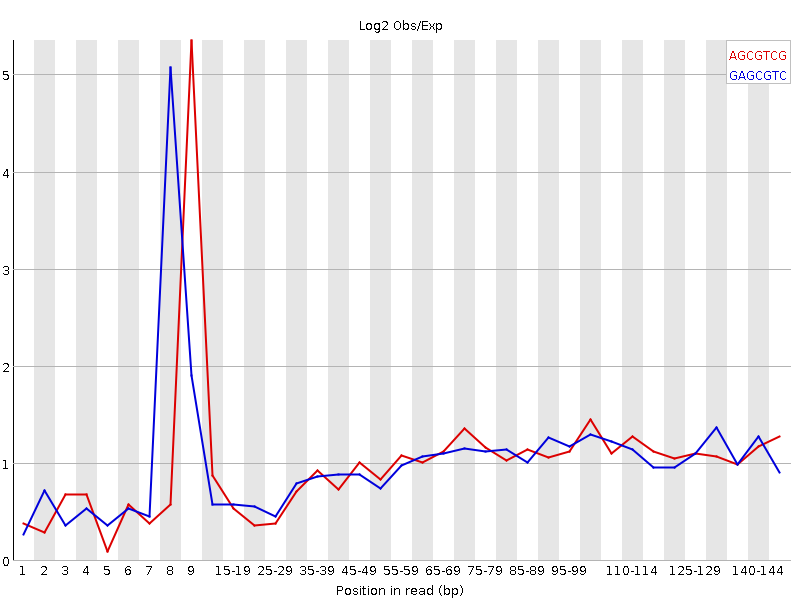 Log2 Obs/Exp
AGCGTCG
GAGCGTC
5
4
3
2
1
0
1 2 3 4 5 6 7 8 9 15-19 25-29 35-39 45-49 55-59 65-69 75-79 85-89 95-99 110-114 125-129 140-144
Position in read (bp)